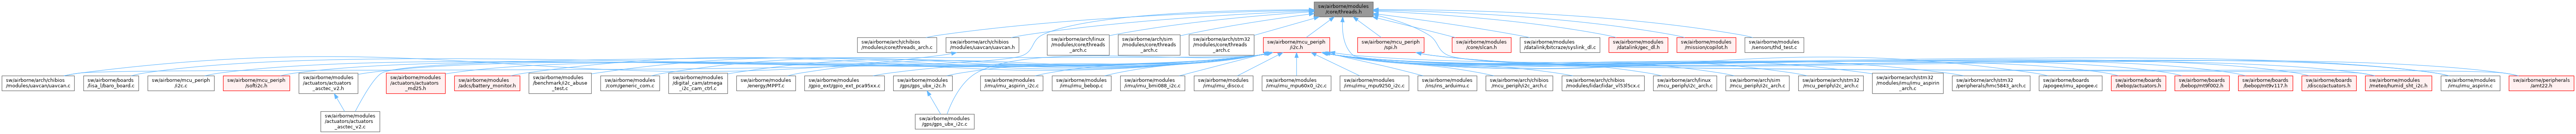 sw/airborne/modules
/core/threads.h
sw/airborne/arch/chibios
/modules/core/threads_arch.c
sw/airborne/arch/chibios
/modules/uavcan/uavcan.h
sw/airborne/arch/linux
/modules/core/threads
_arch.c
sw/airborne/arch/sim
/modules/core/threads
_arch.c
sw/airborne/arch/stm32
/modules/core/threads
_arch.c
sw/airborne/mcu_periph
/i2c.h
sw/airborne/mcu_periph
/spi.h
sw/airborne/modules
/core/slcan.h
sw/airborne/modules
/datalink/bitcraze/syslink_dl.c
sw/airborne/modules
/datalink/gec_dl.h
sw/airborne/modules
/mission/copilot.h
sw/airborne/modules
/sensors/thd_test.c
sw/airborne/arch/chibios
/modules/uavcan/uavcan.c
sw/airborne/boards
/lisa_l/baro_board.c
sw/airborne/mcu_periph
/i2c.c
sw/airborne/mcu_periph
/softi2c.h
sw/airborne/modules
/actuators/actuators
_asctec_v2.h
sw/airborne/modules
/actuators/actuators
_md25.h
sw/airborne/modules
/adcs/battery_monitor.h
sw/airborne/modules
/benchmark/i2c_abuse
_test.c
sw/airborne/modules
/com/generic_com.c
sw/airborne/modules
/digital_cam/atmega
_i2c_cam_ctrl.c
sw/airborne/modules
/energy/MPPT.c
sw/airborne/modules
/gpio_ext/gpio_ext_pca95xx.c
sw/airborne/modules
/gps/gps_ubx_i2c.h
sw/airborne/modules
/imu/imu_aspirin_i2c.c
sw/airborne/modules
/imu/imu_bebop.c
sw/airborne/modules
/imu/imu_bmi088_i2c.c
sw/airborne/modules
/imu/imu_disco.c
sw/airborne/modules
/imu/imu_mpu60x0_i2c.c
sw/airborne/modules
/imu/imu_mpu9250_i2c.c
sw/airborne/modules
/ins/ins_arduimu.c
sw/airborne/arch/chibios
/mcu_periph/i2c_arch.c
sw/airborne/arch/chibios
/modules/lidar/lidar_vl53l5cx.c
sw/airborne/arch/linux
/mcu_periph/i2c_arch.c
sw/airborne/arch/sim
/mcu_periph/i2c_arch.c
sw/airborne/arch/stm32
/mcu_periph/i2c_arch.c
sw/airborne/arch/stm32
/modules/imu/imu_aspirin
_arch.c
sw/airborne/arch/stm32
/peripherals/hmc5843_arch.c
sw/airborne/boards
/apogee/imu_apogee.c
sw/airborne/boards
/bebop/actuators.h
sw/airborne/boards
/bebop/mt9f002.h
sw/airborne/boards
/bebop/mt9v117.h
sw/airborne/boards
/disco/actuators.h
sw/airborne/modules
/meteo/humid_sht_i2c.h
sw/airborne/modules
/imu/imu_aspirin.c
sw/airborne/peripherals
/amt22.h
sw/airborne/modules
/actuators/actuators
_asctec_v2.c
sw/airborne/modules
/gps/gps_ubx_i2c.c